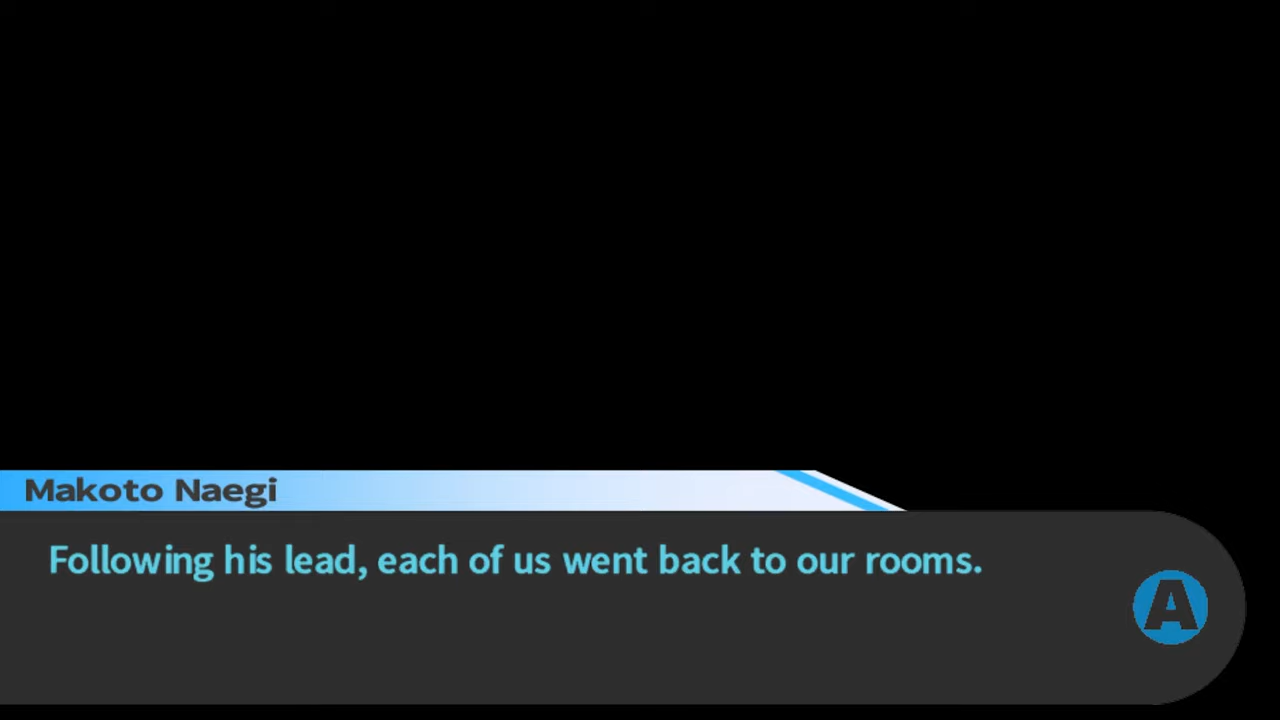 Makoto Naegi
Following his lead, each of us went back to our rooms.
A